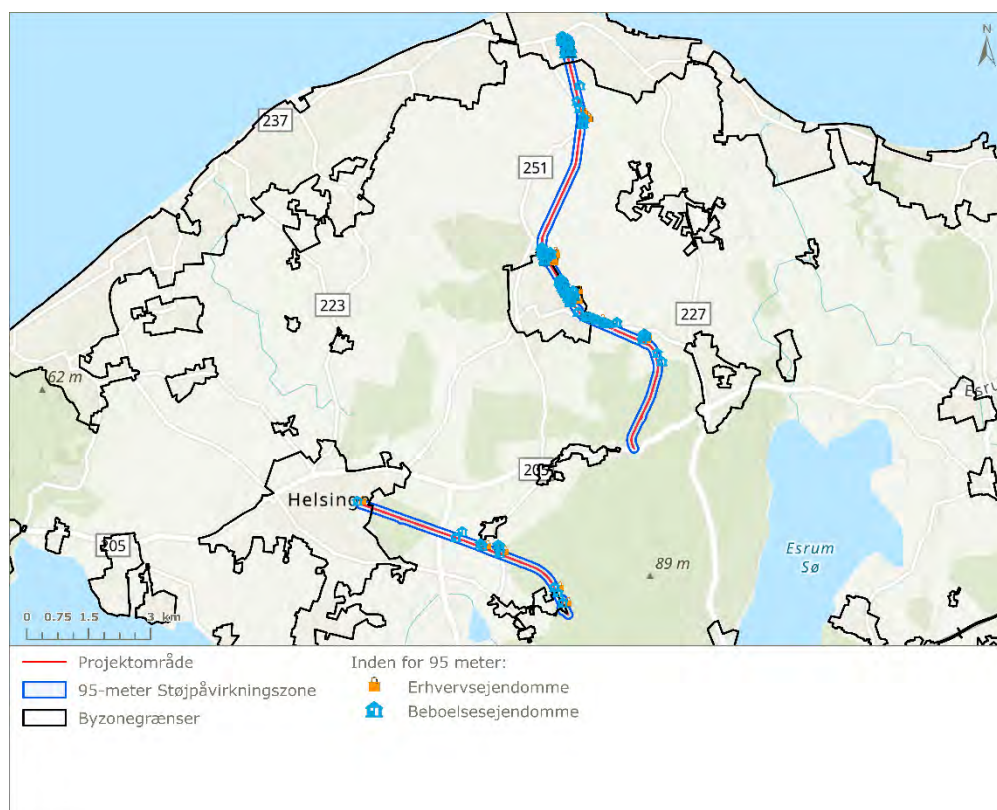 N
237
251
223
227
62 m
Esru
205
Helsing
205
Esrum
Sø
89 m
0 0.75 1.5 3 km
Projektområde
95-meter Støjpåvirkningszone
Byzonegrænser
Inden for 95 meter:
Erhvervsejendomme
Beboelsesejendomme